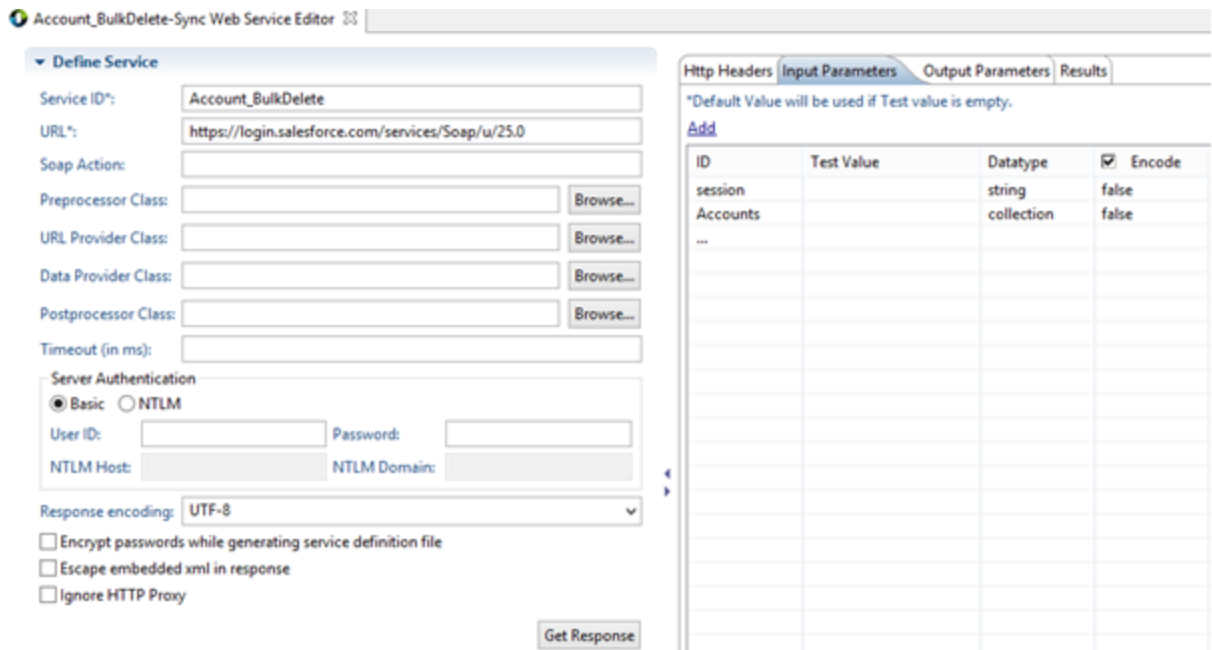 Account_BulkDelete-Sync Web Service Editor
Define Service
Service ID*: Account_BulkDelete
URL*: https://login.salesforce.com/services/Soap/u/25.0
Soap Action:
Preprocessor Class: Browse...
URL Provider Class: Browse...
Data Provider Class: Browse...
Postprocessor Class: Browse...
Timeout (in ms):
Server Authentication
Basic NTLM
User ID: Password:
NTLM Host: NTLM Domain:
Response encoding: UTF-8
Encrypt passwords while generating service definition file
Escape embedded xml in response
Ignore HTTP Proxy
Get Response
Http Headers Input Parameters Output Parameters Results
*Default Value will be used if Test value is empty.
Add
ID Test Value Datatype Encode
session string false
Accounts collection false
...